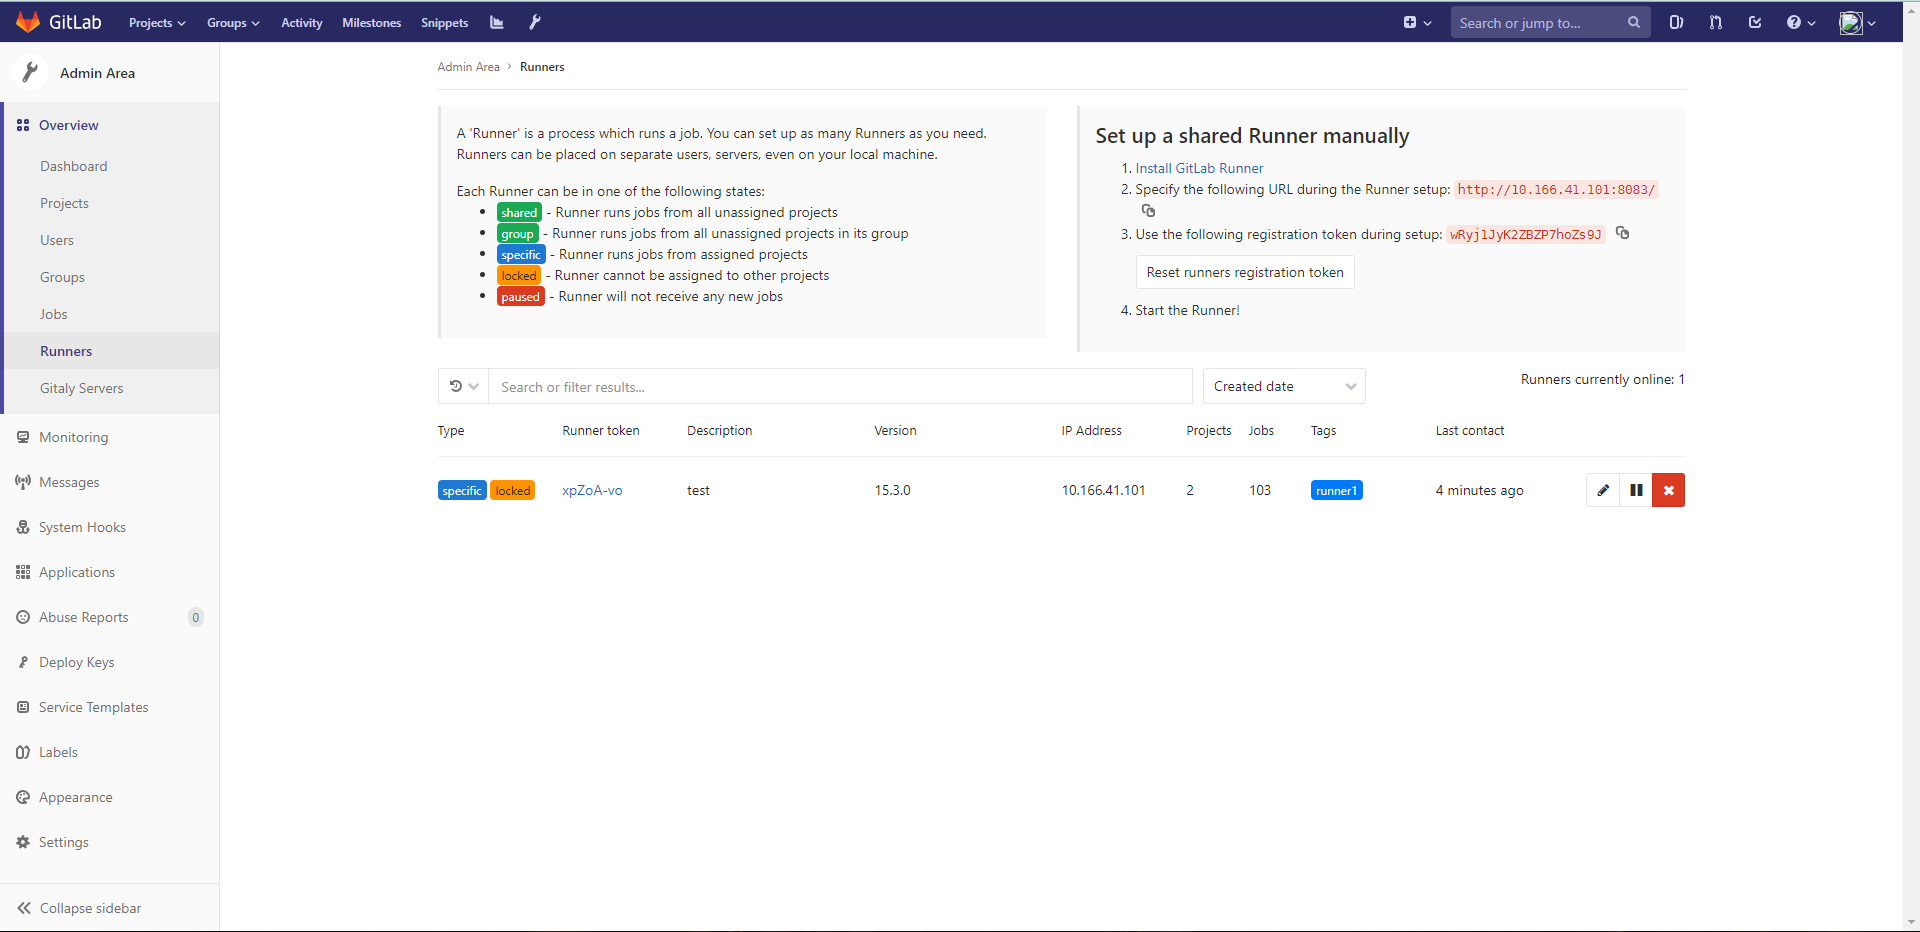 GitLab
Projects
Groups
Activity
Milestones
Snippets
Search or jump to...
Admin Area
Overview
Dashboard
Projects
Users
Groups
Jobs
Runners
Gitaly Servers
Monitoring
Messages
System Hooks
Applications
Abuse Reports 0
Deploy Keys
Service Templates
Labels
Appearance
Settings
Collapse sidebar
Admin Area > Runners
A 'Runner' is a process which runs a job. You can set up as many Runners as you need.
Runners can be placed on separate users, servers, even on your local machine.
Each Runner can be in one of the following states:
• shared - Runner runs jobs from all unassigned projects
• group - Runner runs jobs from all unassigned projects in its group
• specific - Runner runs jobs from assigned projects
• locked - Runner cannot be assigned to other projects
• paused - Runner will not receive any new jobs
Set up a shared Runner manually
1. Install GitLab Runner
2. Specify the following URL during the Runner setup: http://10.166.41.101:8083/
3. Use the following registration token during setup: wRyj1JyK2ZBZP7hoZs9J
Reset runners registration token
4. Start the Runner!
Search or filter results...
Created date
Runners currently online: 1
Type Runner token Description Version IP Address Projects Jobs Tags Last contact
specific locked xpZoA-vo test 15.3.0 10.166.41.101 2 103 runner1 4 minutes ago